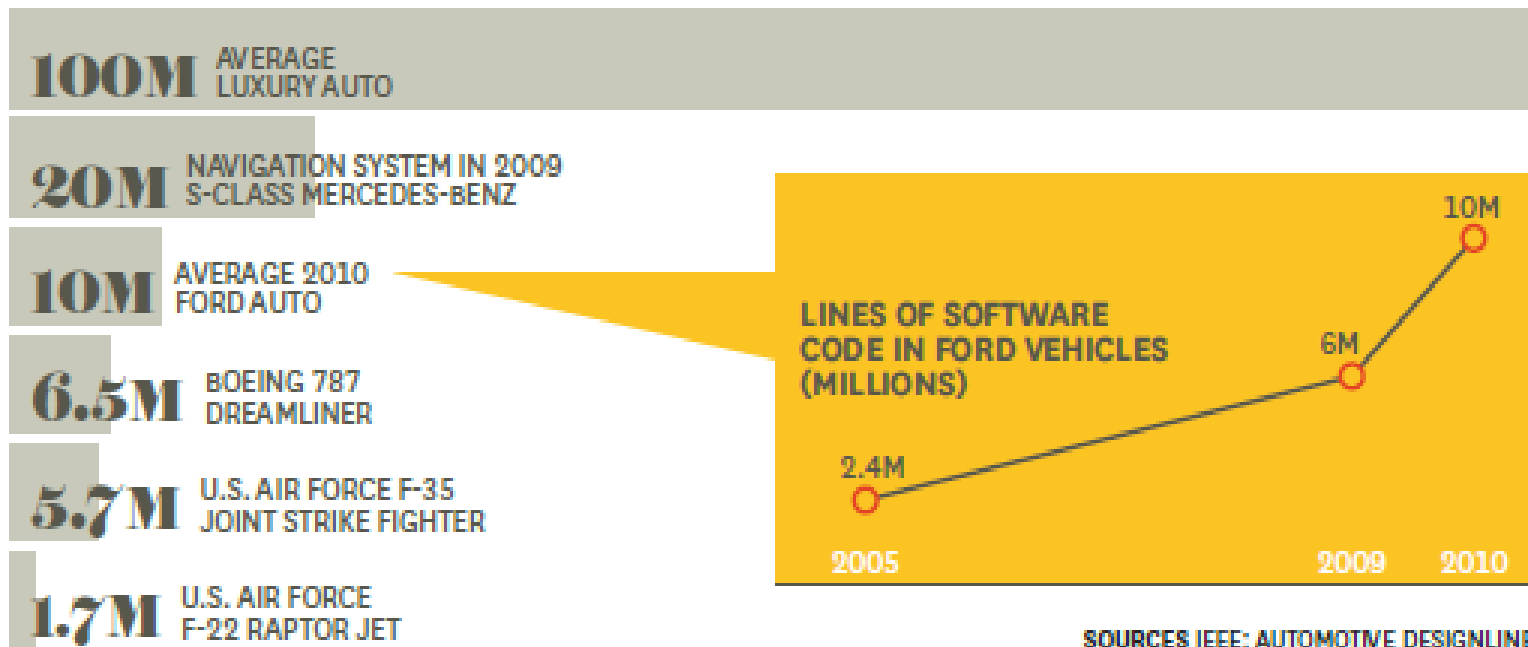 100M AVERAGE
LUXURY AUTO
20M NAVIGATION SYSTEM IN 2009
S-CLASS MERCEDES-BENZ
10M AVERAGE 2010
FORD AUTO
6.5M BOEING 787
DREAMLINER
5.7M U.S. AIR FORCE F-35
JOINT STRIKE FIGHTER
1.7M U.S. AIR FORCE
F-22 RAPTOR JET
LINES OF SOFTWARE
CODE IN FORD VEHICLES
(MILLIONS)
10M
6M
2.4M
2005 2009 2010
SOURCES IEEE; AUTOMOTIVE DESIGNLINE